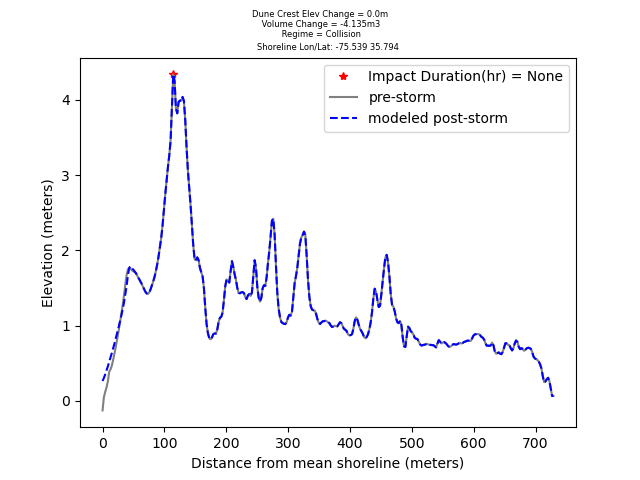 Dune Crest Elev Change = 0.0m
Volume Change = -4.135m3
Regime = Collision
Shoreline Lon/Lat: -75.539 35.794
Impact Duration(hr) = None
pre-storm
modeled post-storm
Elevation (meters)
4
3
2
1
0
0 100 200 300 400 500 600 700
Distance from mean shoreline (meters)